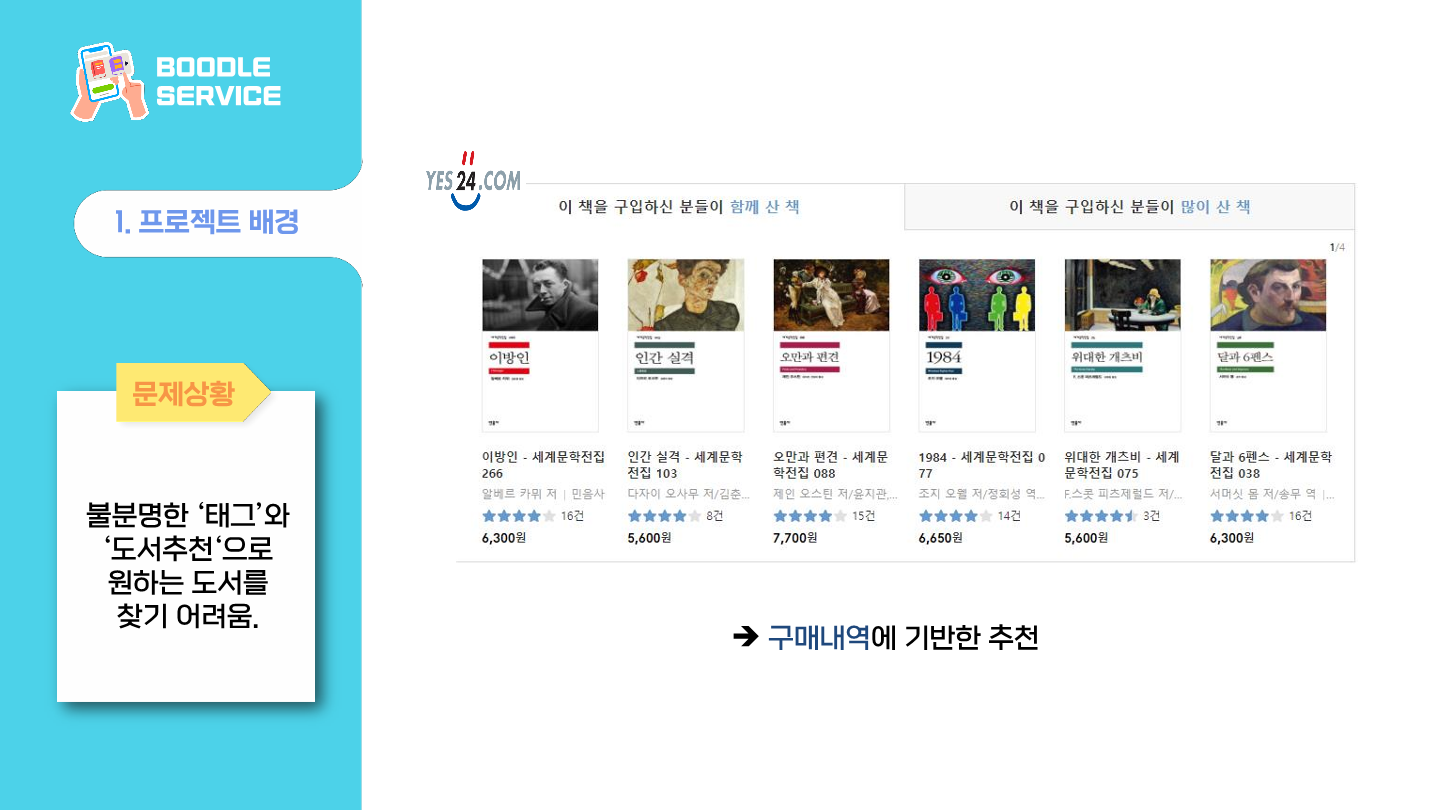 BOODLE
SERVICE
1. 프로젝트 배경
문제상황
불분명한 ‘태그’와
‘도서추천‘으로
원하는 도서를
찾기 어려움.
YES24.COM
이 책을 구입하신 분들이 함께 산 책
이 책을 구입하신 분들이 많이 산 책
1/4
이방인
인간 실격
오만과 편견
1984
위대한 개츠비
달과 6펜스
이방인 - 세계문학전집
266
알베르 카뮈 저 | 민음사
16건
6,300원
인간 실격 - 세계문학
전집 103
다자이 오사무 저/김춘...
8건
5,600원
오만과 편견 - 세계문
학전집 088
제인 오스틴 저/윤지관,...
15건
7,700원
1984 - 세계문학전집 0
77
조지 오웰 저/정회성 역...
14건
6,650원
위대한 개츠비 - 세계
문학전집 075
F.스콧 피츠제럴드 저/...
3건
5,600원
달과 6펜스 - 세계문학
전집 038
서머싯 몸 저/송무 역 |...
16건
6,300원
➔ 구매내역에 기반한 추천